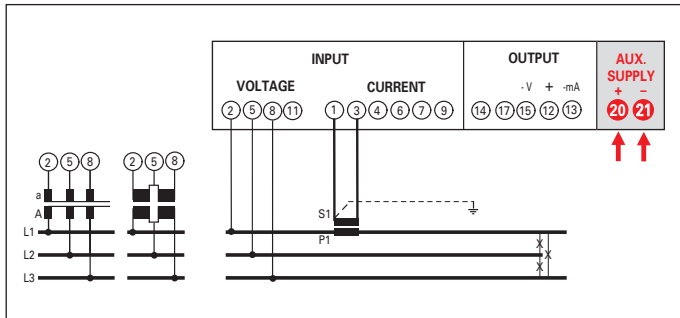 INPUT
OUTPUT
AUX.
SUPPLY
VOLTAGE
CURRENT
- V + -mA
+ –
2 5 8 11
1 3 4 6 7 9
14 17 15 12 13
20 21
2 5 8
2 5 8
a
A
S1
P1
L1
L2
L3
X
X
X